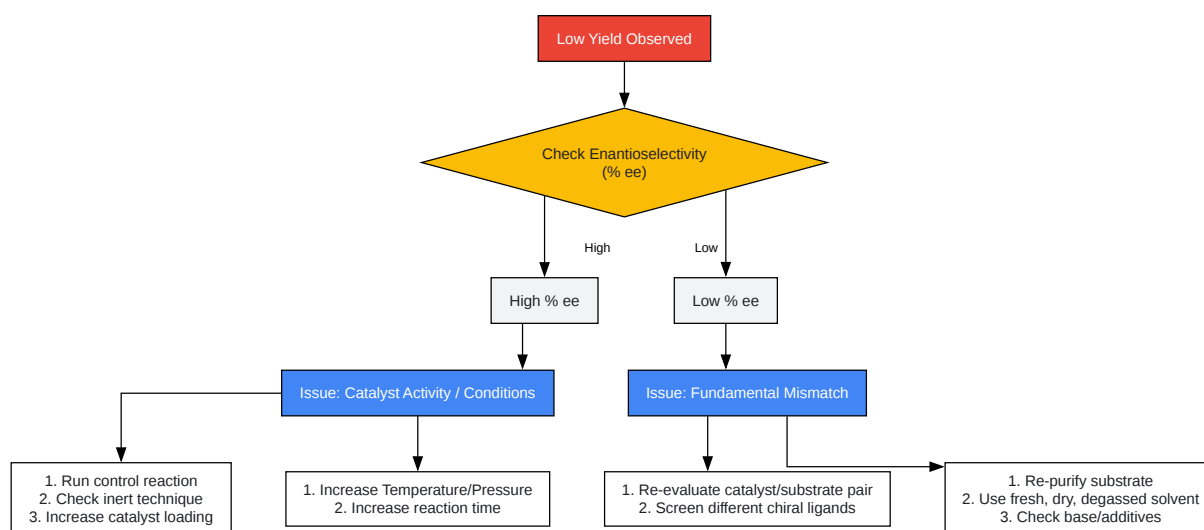 Low Yield Observed
Check Enantioselectivity
(% ee)
High
Low
High % ee
Low % ee
Issue: Catalyst Activity / Conditions
Issue: Fundamental Mismatch
1. Run control reaction
2. Check inert technique
3. Increase catalyst loading
1. Increase Temperature/Pressure
2. Increase reaction time
1. Re-evaluate catalyst/substrate pair
2. Screen different chiral ligands
1. Re-purify substrate
2. Use fresh, dry, degassed solvent
3. Check base/additives